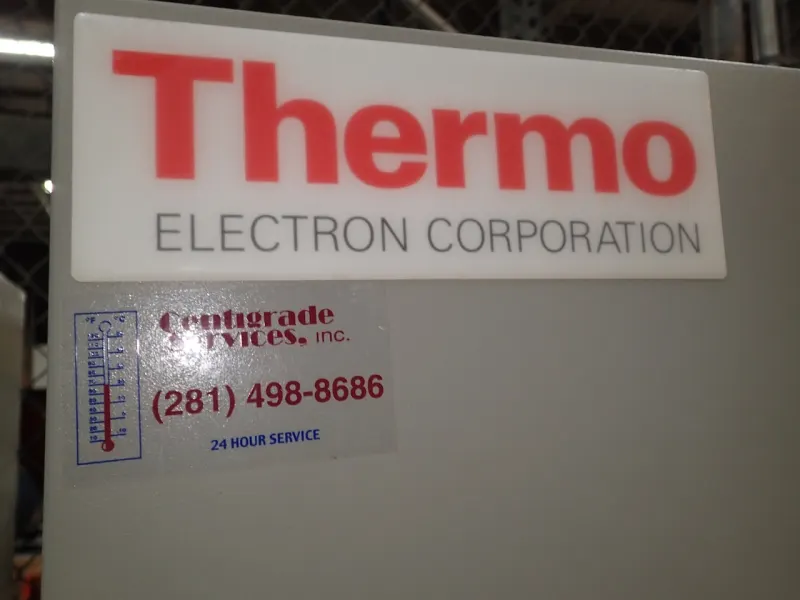 Thermo
ELECTRON CORPORATION
Centigrade
Services, INC.
(281) 498-8686
24 HOUR SERVICE